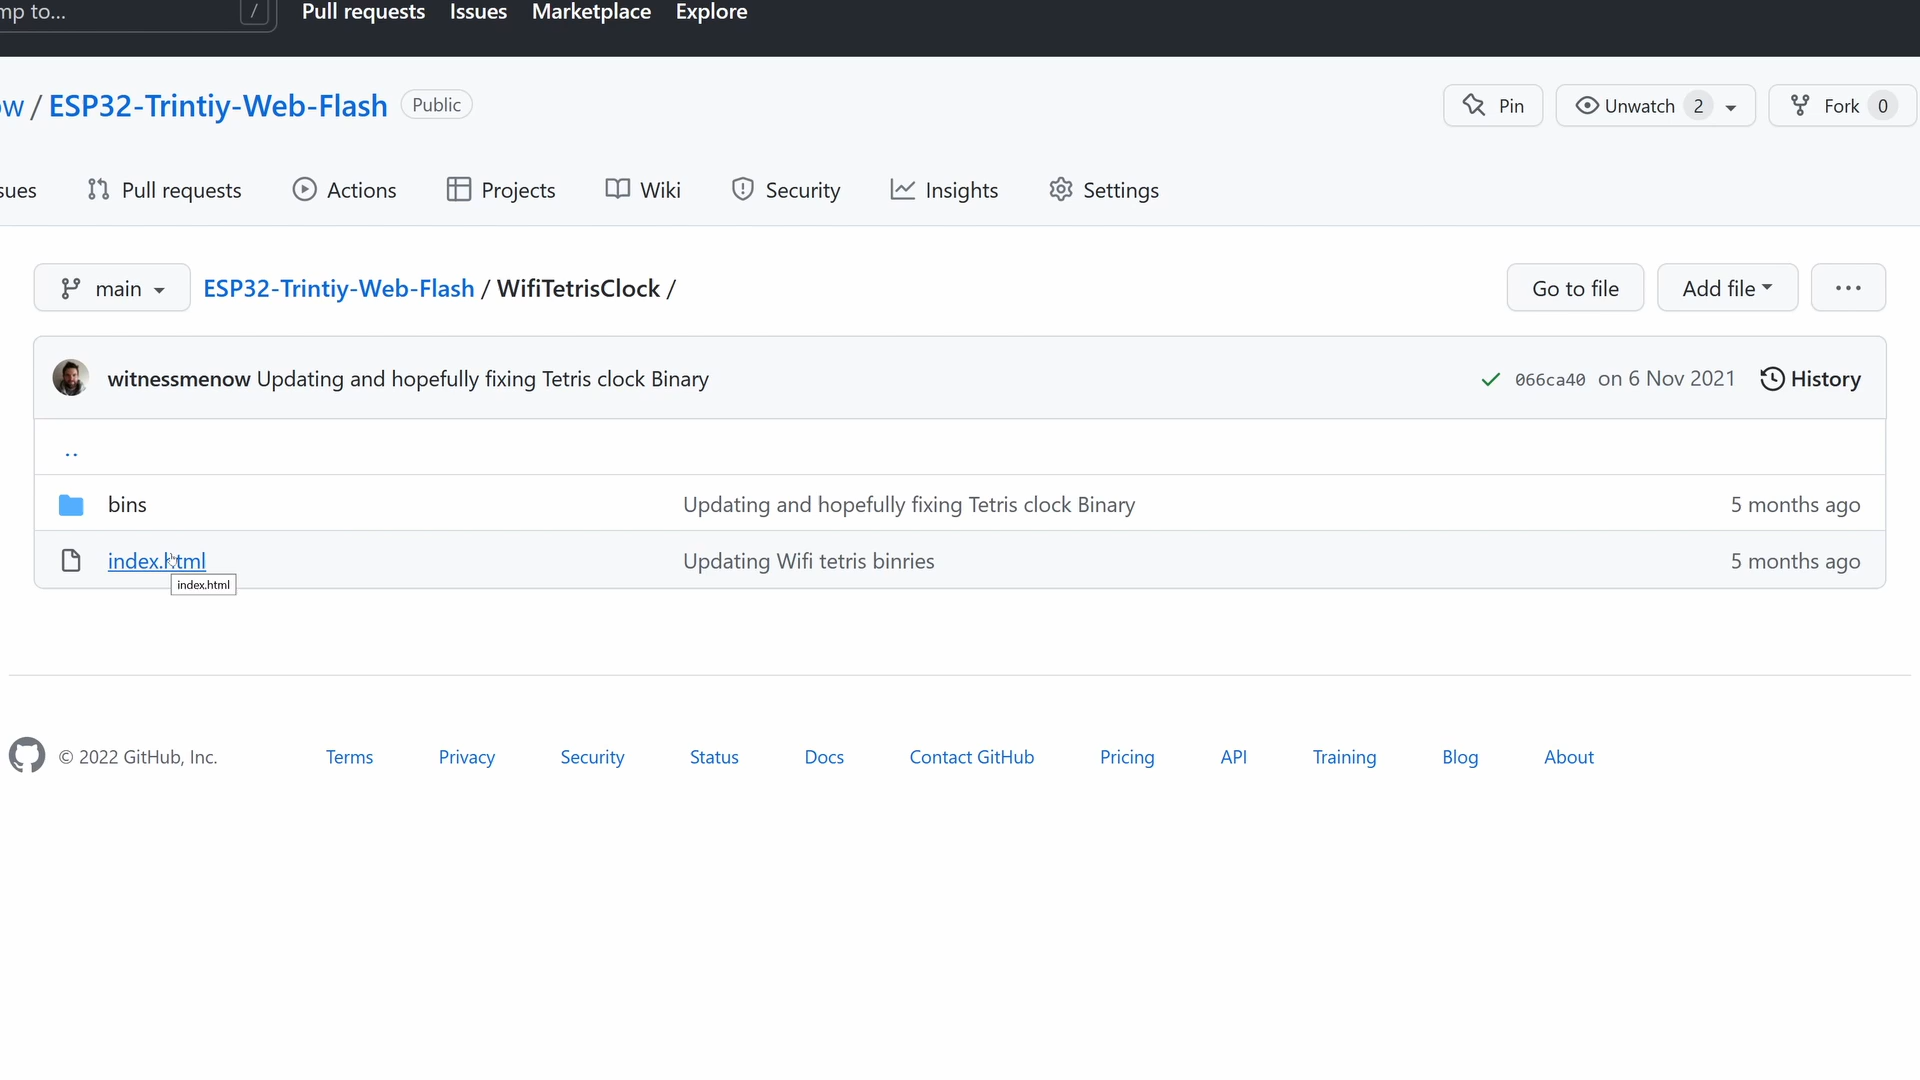 mp to... / Pull requests Issues Marketplace Explore
ow / ESP32-Trintiy-Web-Flash Public Pin Unwatch 2 Fork 0
sues Pull requests Actions Projects Wiki Security Insights Settings
main ESP32-Trintiy-Web-Flash / WifiTetrisClock / Go to file Add file ...
witnessmenow Updating and hopefully fixing Tetris clock Binary 066ca40 on 6 Nov 2021 History
..
bins Updating and hopefully fixing Tetris clock Binary 5 months ago
index.html Updating Wifi tetris binries 5 months ago
index.html
© 2022 GitHub, Inc. Terms Privacy Security Status Docs Contact GitHub Pricing API Training Blog About